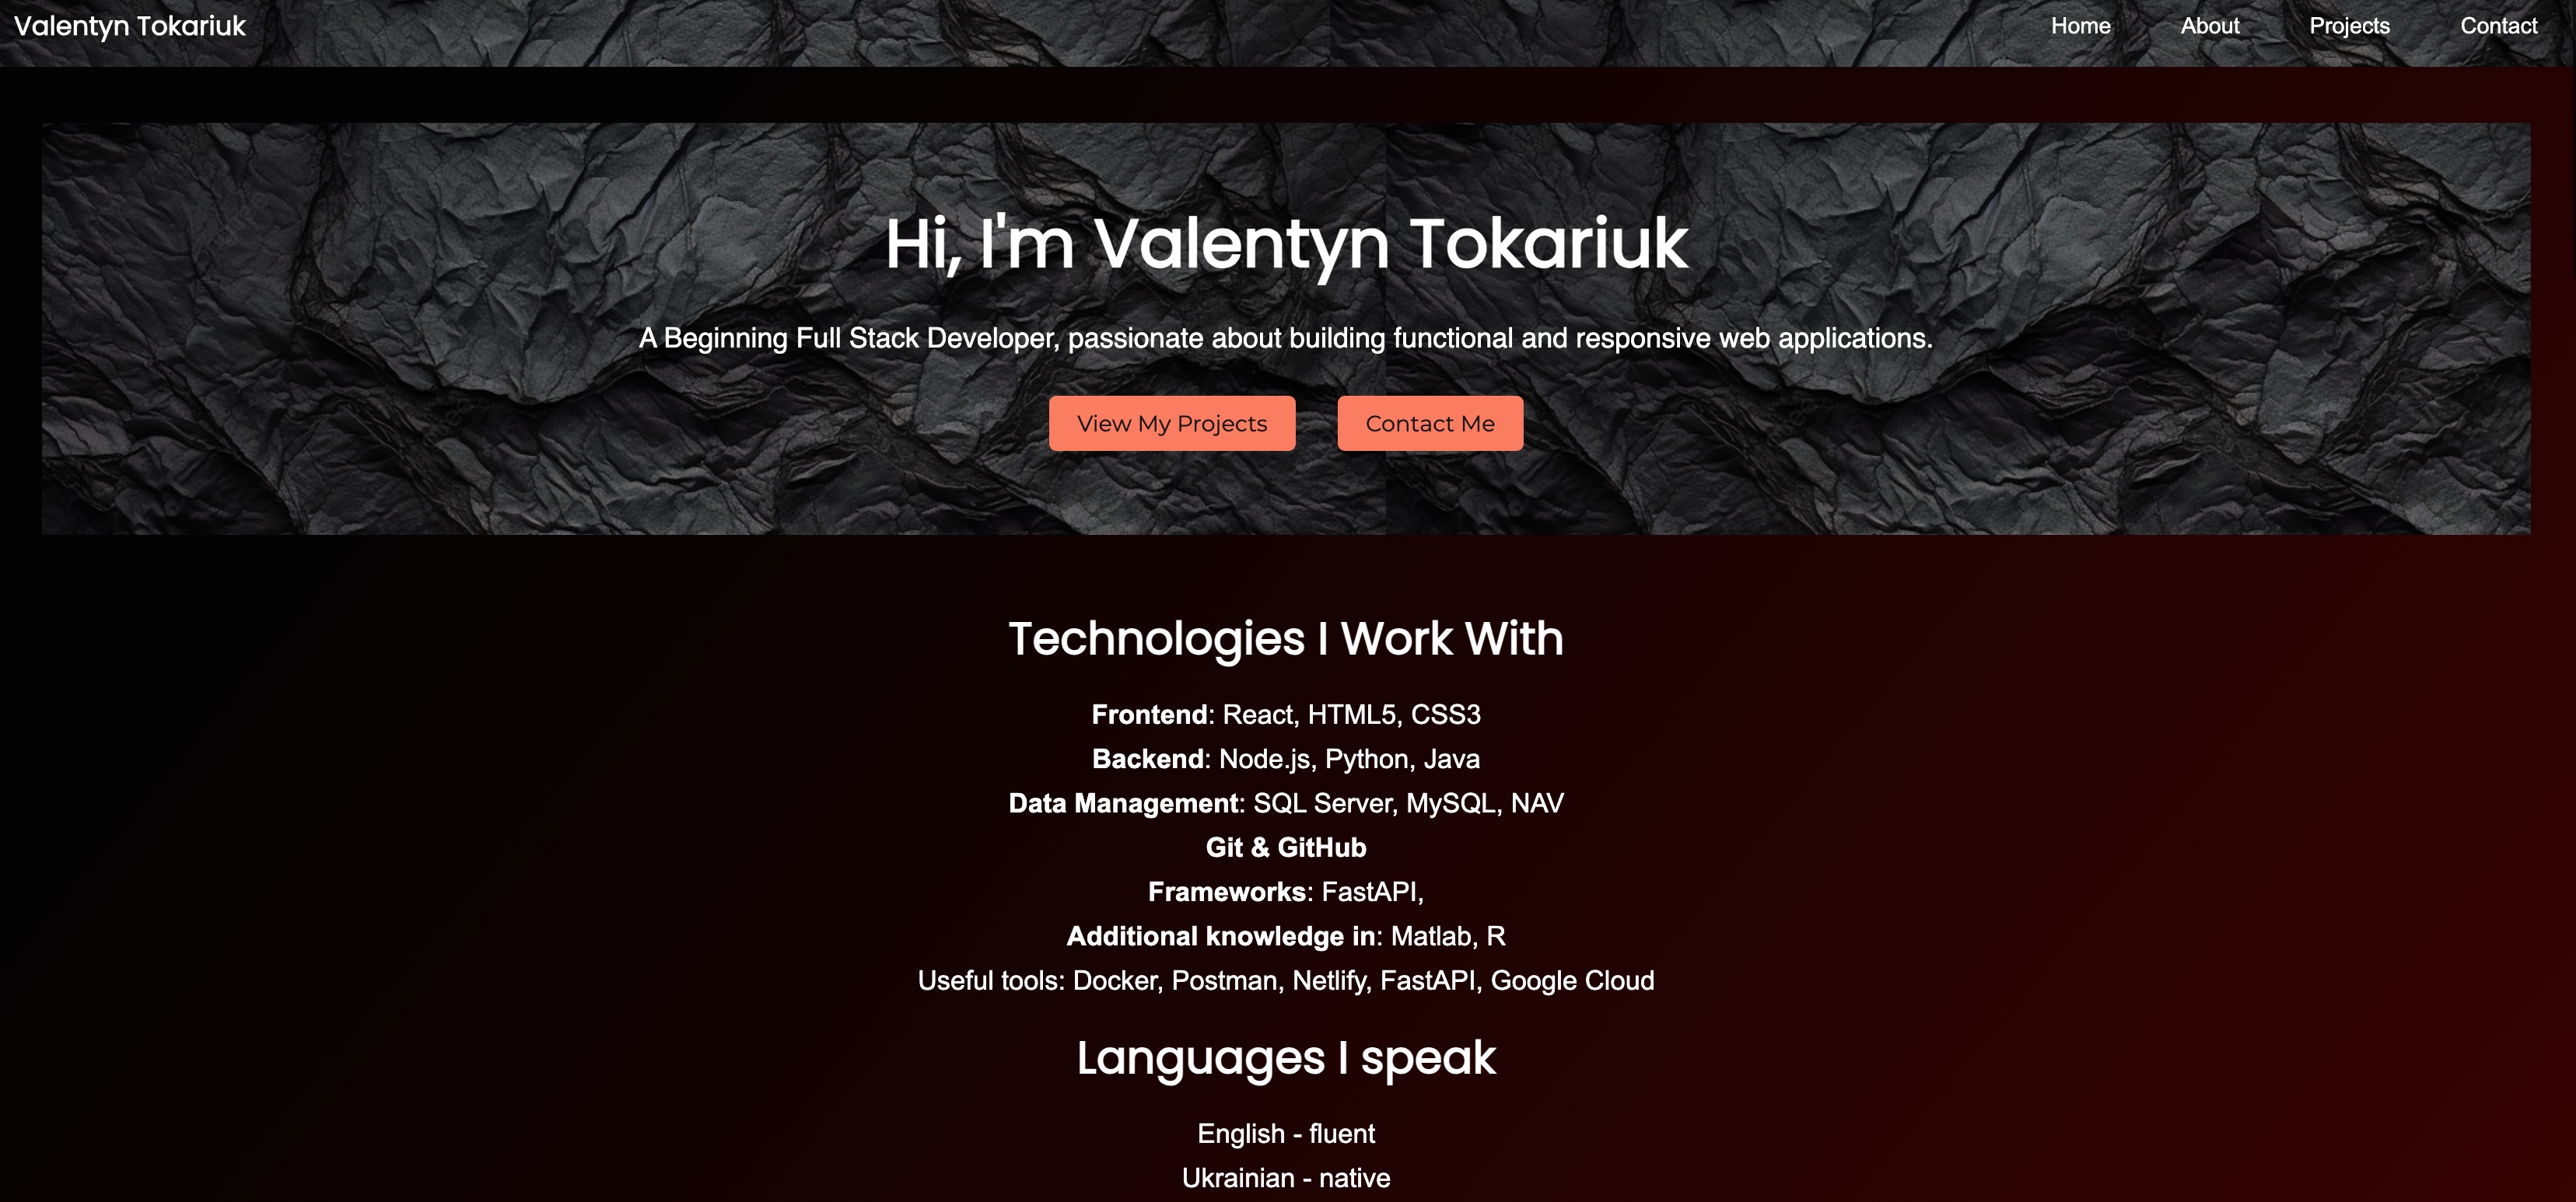 Valentyn Tokariuk
Home About Projects Contact
Hi, I'm Valentyn Tokariuk
A Beginning Full Stack Developer, passionate about building functional and responsive web applications.
View My Projects Contact Me
Technologies I Work With
Frontend: React, HTML5, CSS3
Backend: Node.js, Python, Java
Data Management: SQL Server, MySQL, NAV
Git & GitHub
Frameworks: FastAPI,
Additional knowledge in: Matlab, R
Useful tools: Docker, Postman, Netlify, FastAPI, Google Cloud
Languages I speak
English - fluent
Ukrainian - native